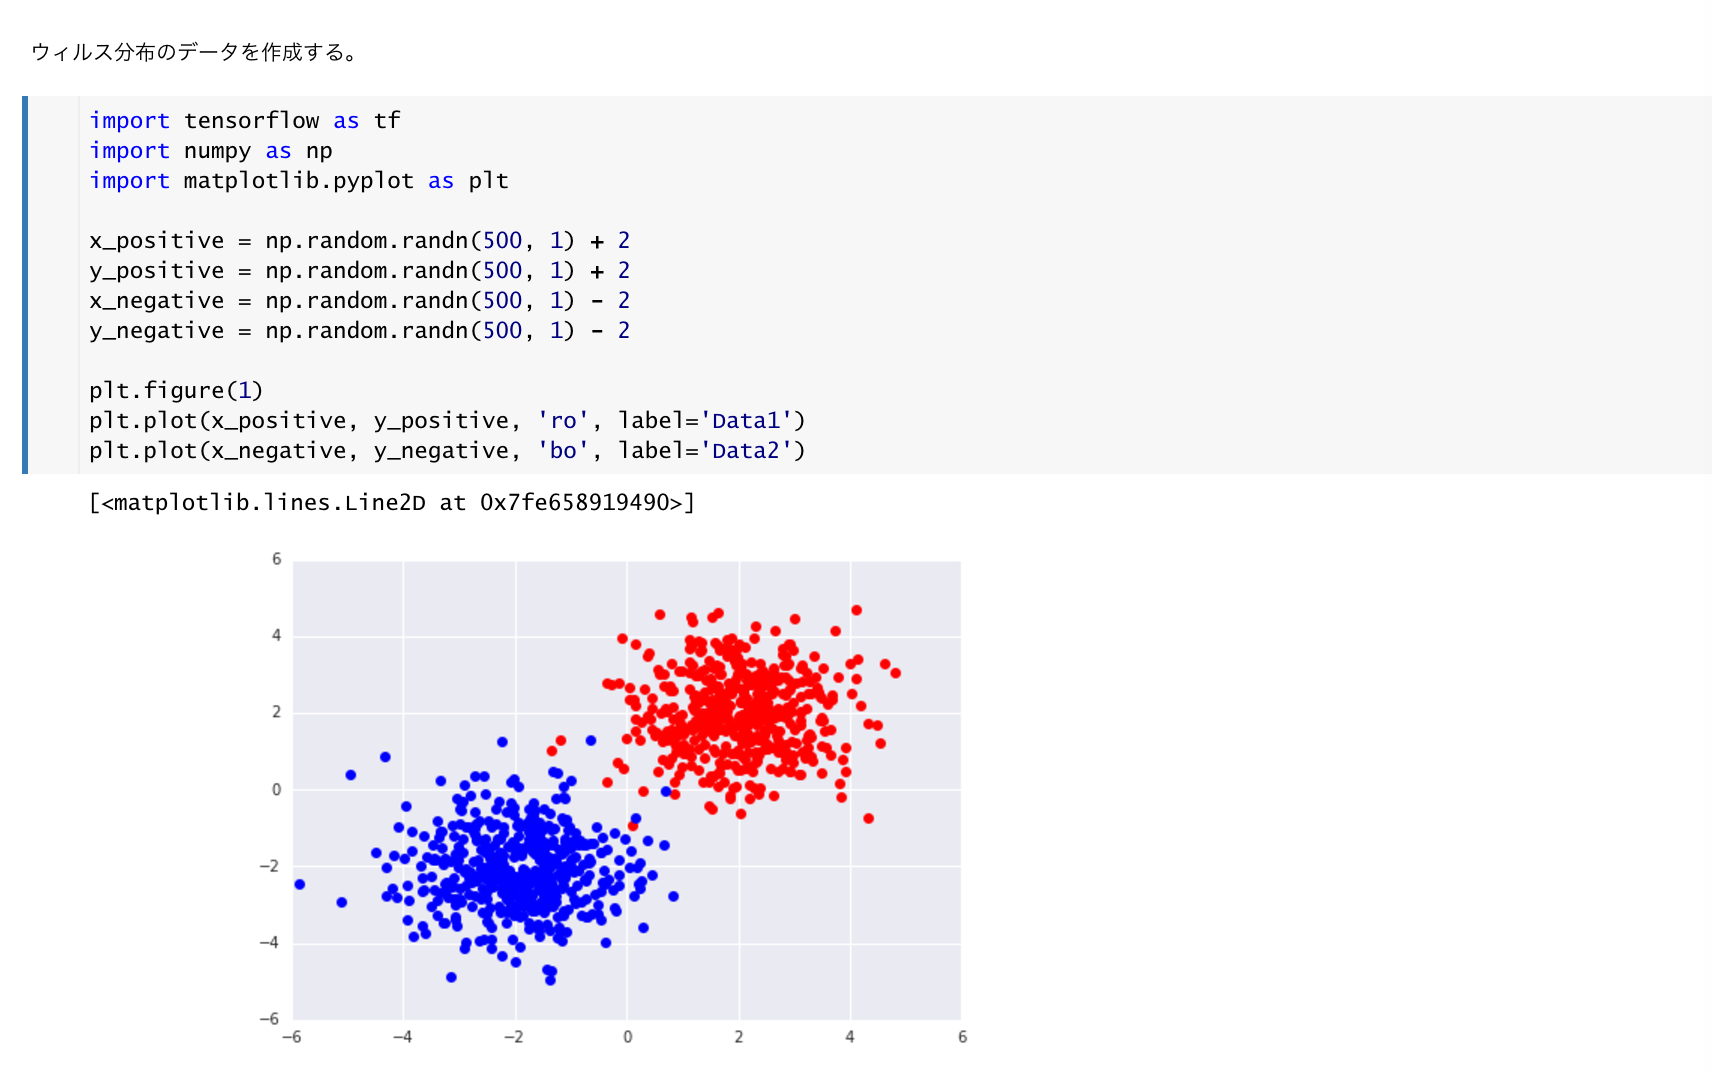 ウィルス分布のデータを作成する。
import tensorflow as tf
import numpy as np
import matplotlib.pyplot as plt
x_positive = np.random.randn(500, 1) + 2
y_positive = np.random.randn(500, 1) + 2
x_negative = np.random.randn(500, 1) - 2
y_negative = np.random.randn(500, 1) - 2
plt.figure(1)
plt.plot(x_positive, y_positive, 'ro', label='Data1')
plt.plot(x_negative, y_negative, 'bo', label='Data2')
[<matplotlib.lines.Line2D at 0x7fe658919490>]
6
4
2
0
−2
−4
−6
−6 −4 −2 0 2 4 6